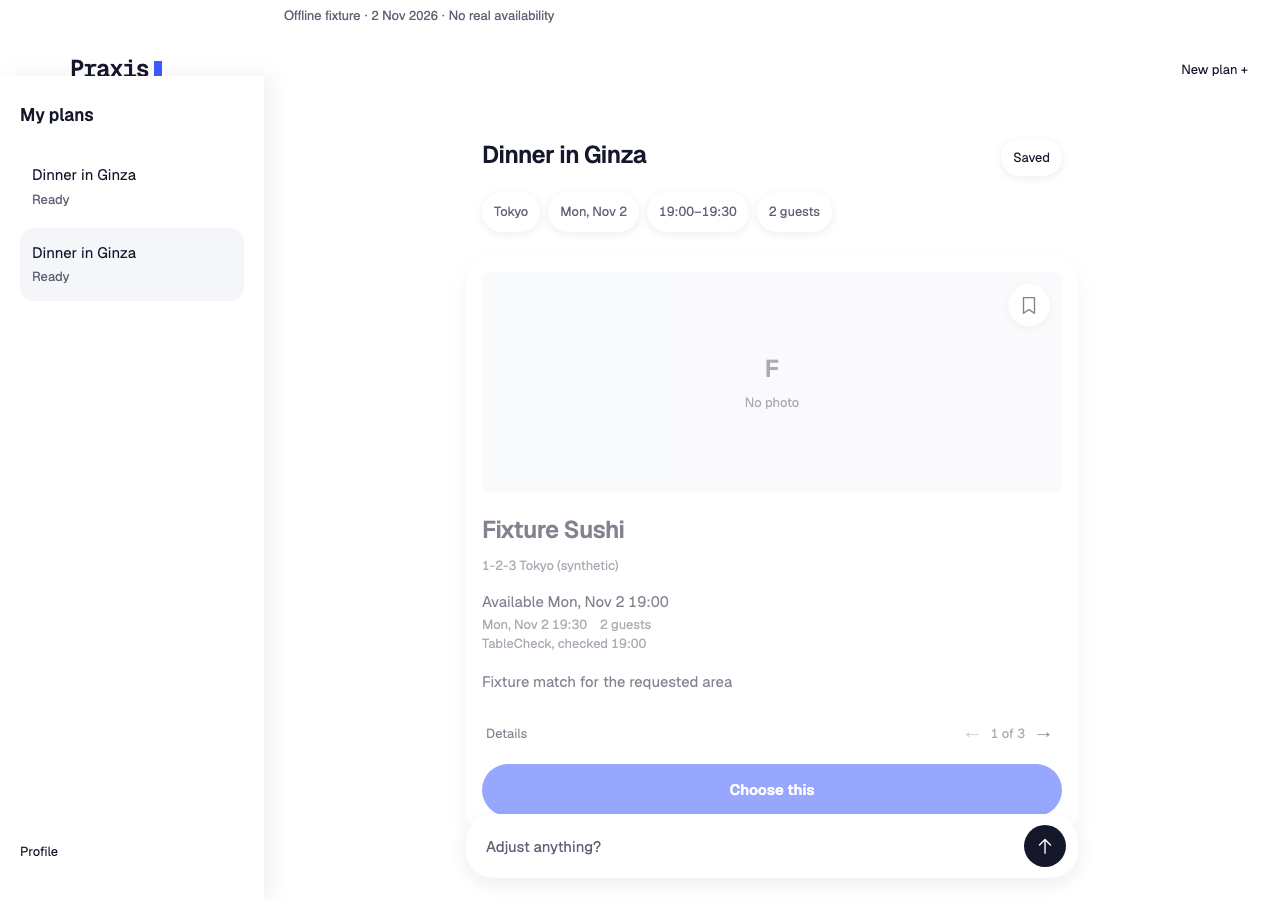 Offline fixture · 2 Nov 2026 · No real availability
Praxis
New plan +
My plans
Dinner in Ginza
Ready
Dinner in Ginza
Ready
Profile
Dinner in Ginza
Saved
Tokyo
Mon, Nov 2
19:00–19:30
2 guests
F
No photo
Fixture Sushi
1-2-3 Tokyo (synthetic)
Available Mon, Nov 2 19:00
Mon, Nov 2 19:30 2 guests
TableCheck, checked 19:00
Fixture match for the requested area
Details
← 1 of 3 →
Choose this
Adjust anything?